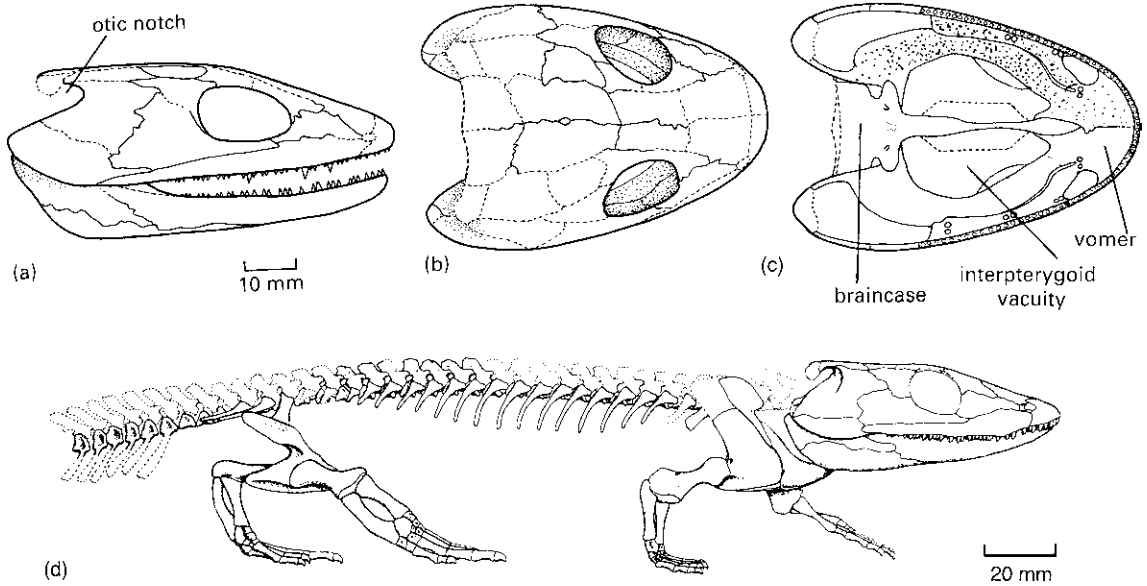 otic notch
(a)
10 mm
(b)
(c)
braincase
interpterygoid
vacuity
vomer
(d)
20 mm